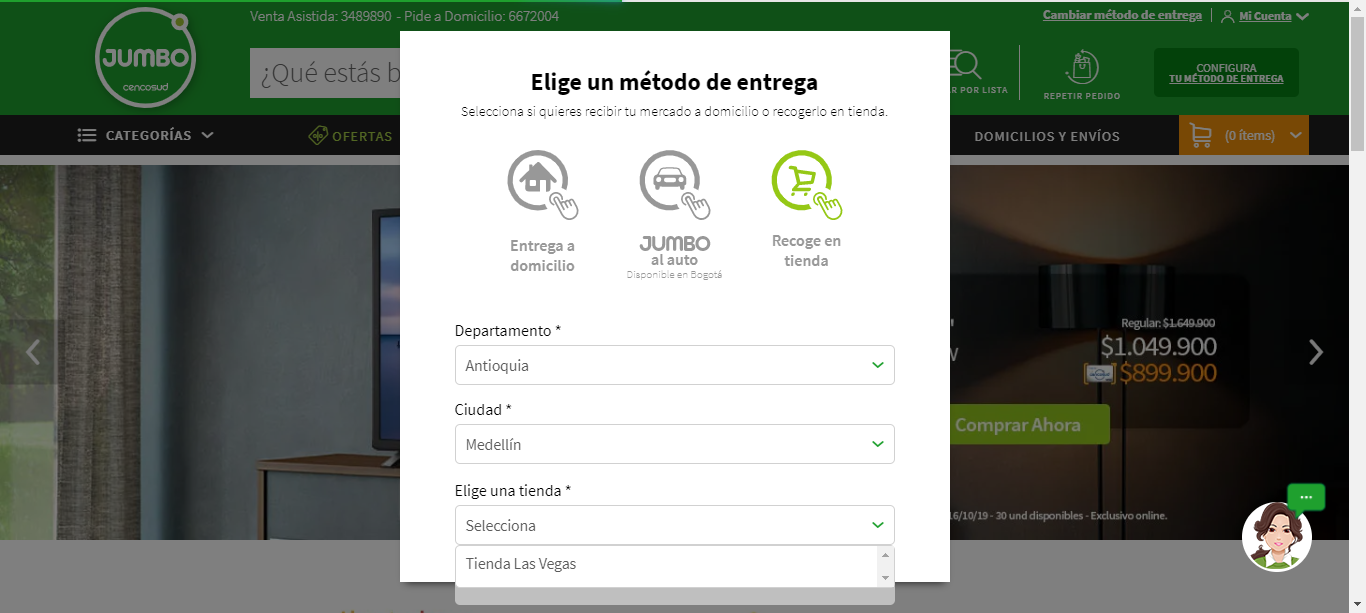 Venta Asistida: 3489890 - Pide a Domicilio: 6672004
Cambiar método de entrega
Mi Cuenta
JUMBO
cencosud
¿Qué estás b
R POR LISTA
REPETIR PEDIDO
CONFIGURA
TU MÉTODO DE ENTREGA
CATEGORÍAS
OFERTAS
DOMICILIOS Y ENVÍOS
(0 ítems)
Elige un método de entrega
Selecciona si quieres recibir tu mercado a domicilio o recogerlo en tienda.
Entrega a
domicilio
JUMBO
al auto
Disponible en Bogotá
Recoge en
tienda
Departamento *
Antioquia
Ciudad *
Medellín
Elige una tienda *
Selecciona
Tienda Las Vegas
Regular: $1.649.900
$1.049.900
$899.900
Comprar Ahora
16/10/19 - 30 und disponibles - Exclusivo online.